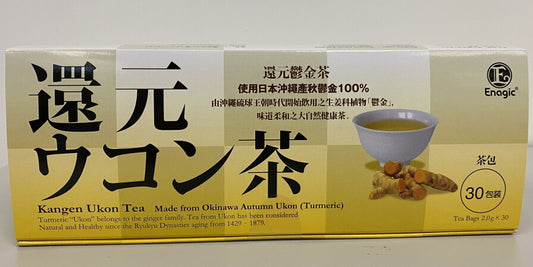 還元
ウコン茶
還元鬱金茶
使用日本沖繩產秋鬱金100%
由沖繩琉球王朝時代開始飲用之生姜科植物「鬱金」,
味道柔和之大自然健康茶.
E
Enagic®
茶包
30包装
Tea Bags 2.0g × 30
Kangen Ukon Tea Made from Okinawa Autumn Ukon (Turmeric)
Turmeric "Ukon" belongs to the ginger family. Tea from Ukon has been considered
Natural and Healthy since the Ryukyu Dynasties aging from 1429 – 1879.